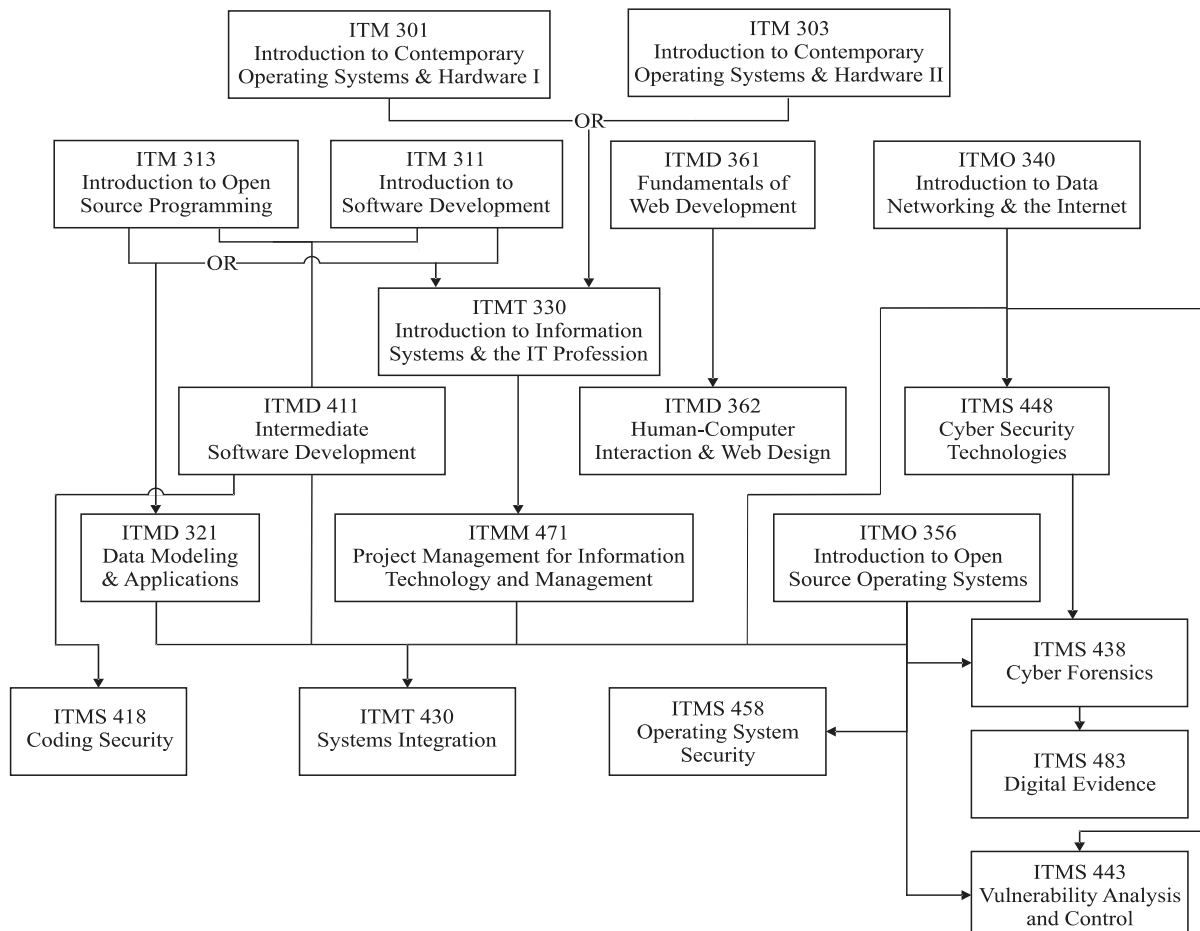 ITM 301
Introduction to Contemporary
Operating Systems & Hardware I
ITM 303
Introduction to Contemporary
Operating Systems & Hardware II
OR
ITM 313
Introduction to Open
Source Programming
ITM 311
Introduction to
Software Development
ITMD 361
Fundamentals of
Web Development
ITMO 340
Introduction to Data
Networking & the Internet
OR
ITMT 330
Introduction to Information
Systems & the IT Profession
ITMD 411
Intermediate
Software Development
ITMD 362
Human-Computer
Interaction & Web Design
ITMS 448
Cyber Security
Technologies
ITMD 321
Data Modeling
& Applications
ITMM 471
Project Management for Information
Technology and Management
ITMO 356
Introduction to Open
Source Operating Systems
ITMS 438
Cyber Forensics
ITMS 418
Coding Security
ITMT 430
Systems Integration
ITMS 458
Operating System
Security
ITMS 483
Digital Evidence
ITMS 443
Vulnerability Analysis
and Control